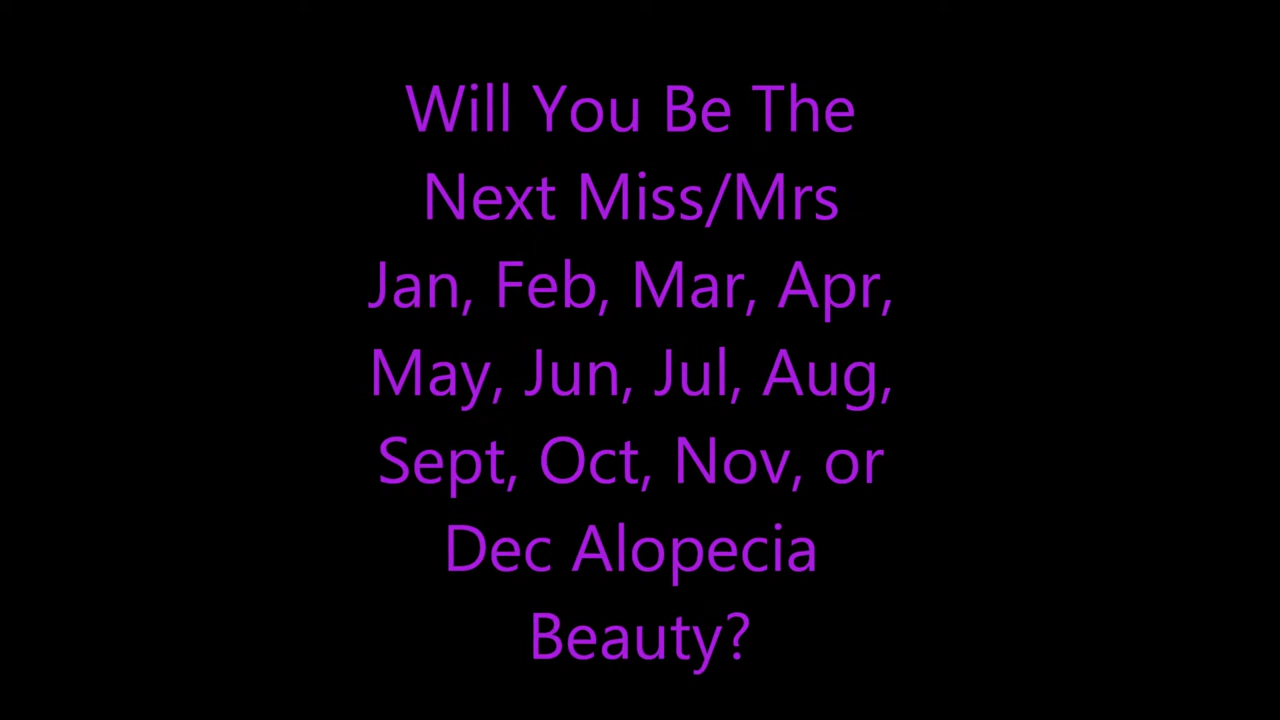 Will You Be The
Next Miss/Mrs
Jan, Feb, Mar, Apr,
May, Jun, Jul, Aug,
Sept, Oct, Nov, or
Dec Alopecia
Beauty?